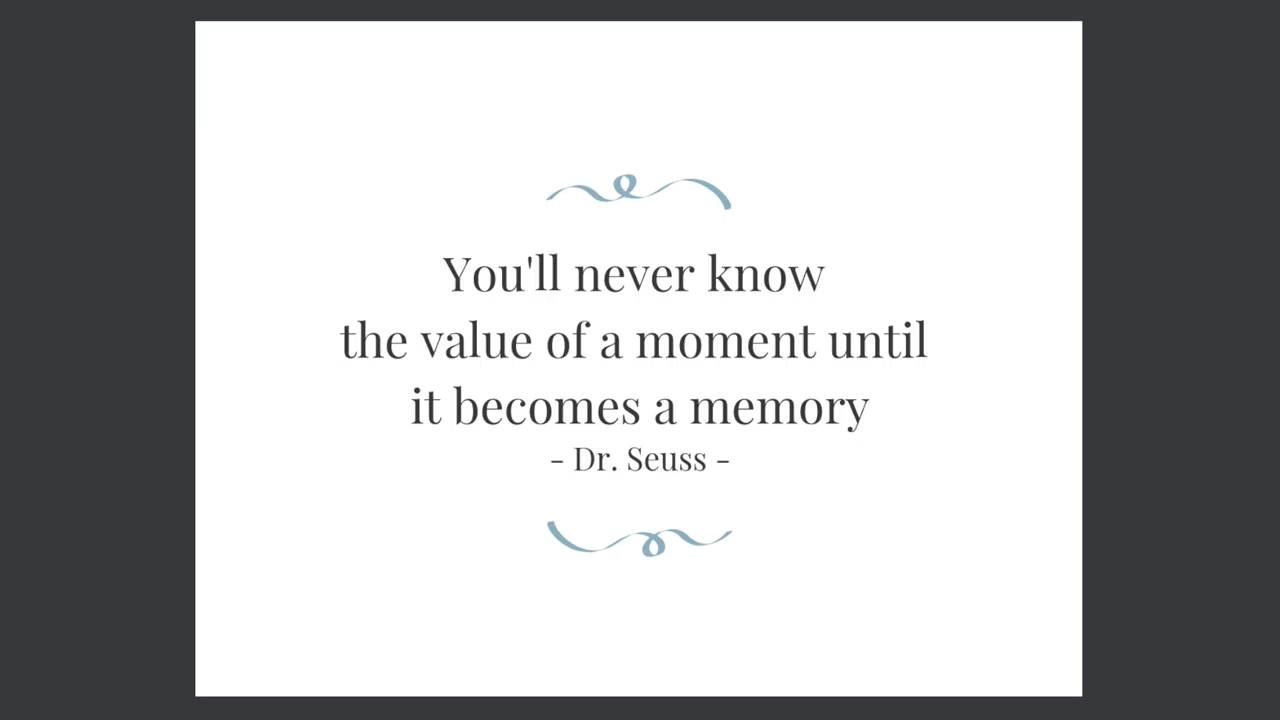 You'll never know
the value of a moment until
it becomes a memory
- Dr. Seuss -